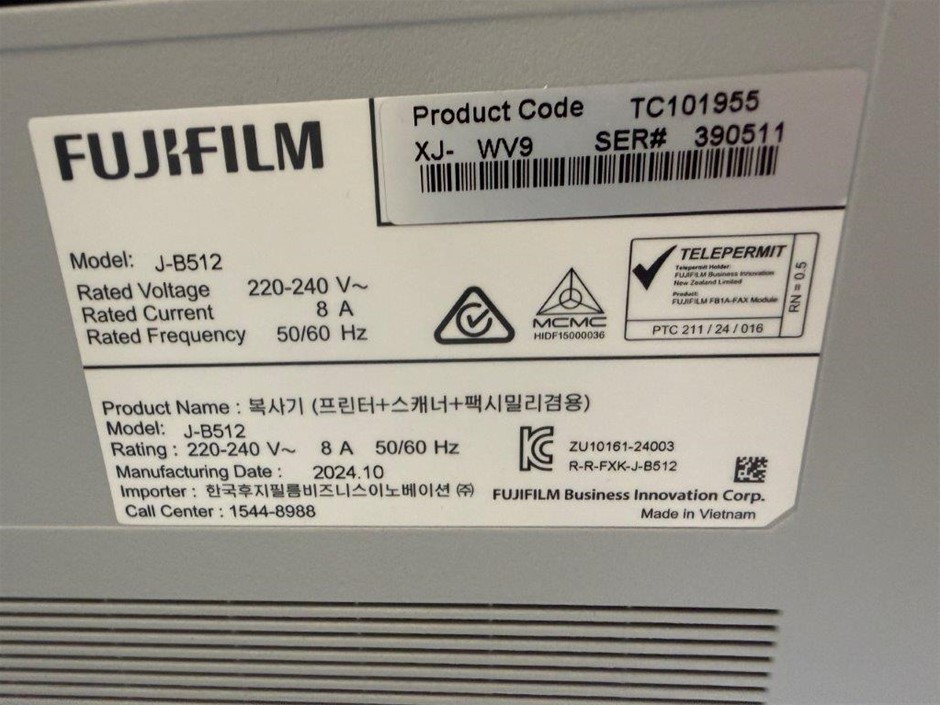 FUJIFILM
Product Code TC101955
XJ- WV9 SER# 390511
Model: J-B512
Rated Voltage 220-240 V~
Rated Current 8 A
Rated Frequency 50/60 Hz
MCMC
HIDF15000036
TELEPERMIT
Telepermit Holder:
FUJIFILM Business Innovation
New Zealand Limited
Product:
FUJIFILM FB1A-FAX Module
PTC 211 / 24 / 016
RN = 0.5
Product Name : 복사기 (프린터+스캐너+팩시밀리겸용)
Model: J-B512
Rating : 220-240 V~ 8 A 50/60 Hz
Manufacturing Date : 2024.10
Importer : 한국후지필름비즈니스이노베이션 ㈜
Call Center : 1544-8988
ZU10161-24003
R-R-FXK-J-B512
FUJIFILM Business Innovation Corp.
Made in Vietnam